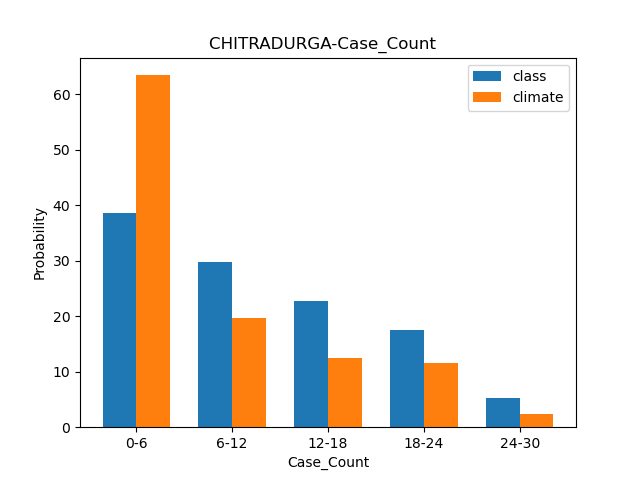 CHITRADURGA-Case_Count
class
climate
Probability
60
50
40
30
20
10
0
0-6 6-12 12-18 18-24 24-30
Case_Count